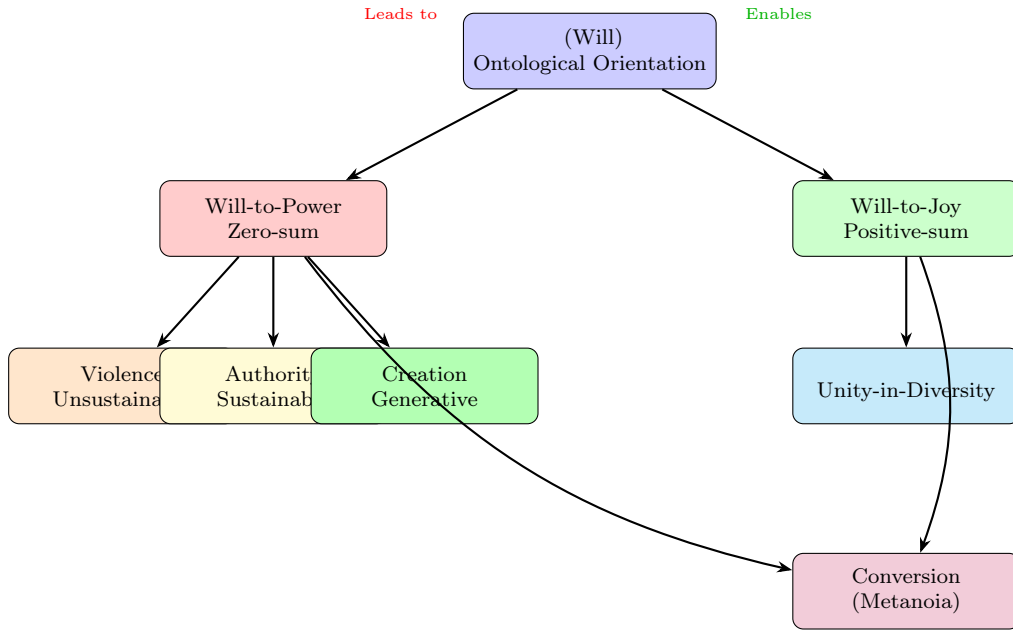 Leads to
Enables
(Will)
Ontological Orientation
Will-to-Power
Zero-sum
Will-to-Joy
Positive-sum
Violence
Creation
Generative
Unity-in-Diversity
Conversion
(Metanoia)